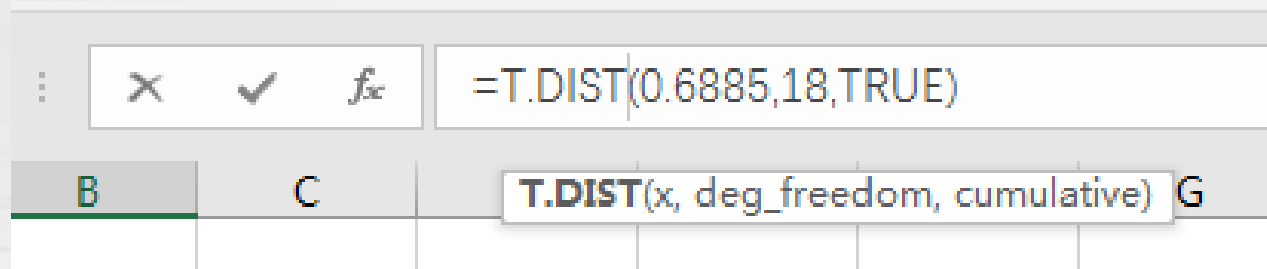 fx =T.DIST(0.6885,18,TRUE)
B C T.DIST(x, deg_freedom, cumulative) G